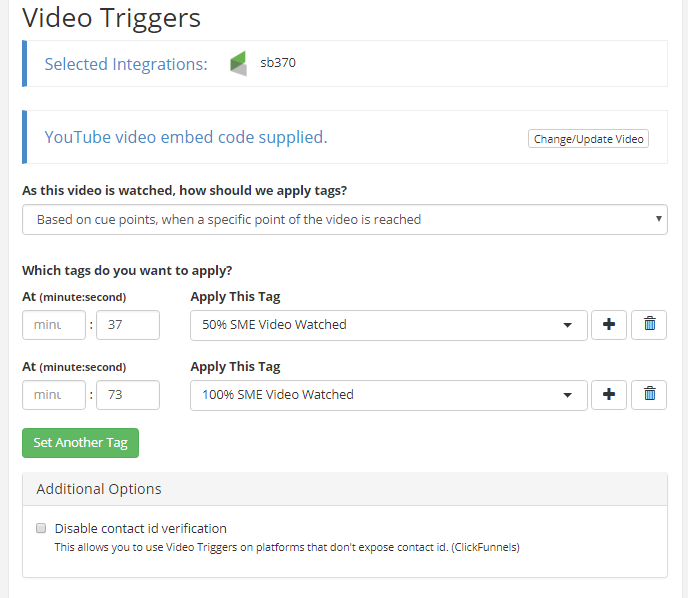 Video Triggers
Selected Integrations: sb370
YouTube video embed code supplied. Change/Update Video
As this video is watched, how should we apply tags?
Based on cue points, when a specific point of the video is reached
Which tags do you want to apply?
At (minute:second) Apply This Tag
minu : 37 50% SME Video Watched
At (minute:second) Apply This Tag
minu : 73 100% SME Video Watched
Set Another Tag
Additional Options
Disable contact id verification
This allows you to use Video Triggers on platforms that don't expose contact id. (ClickFunnels)